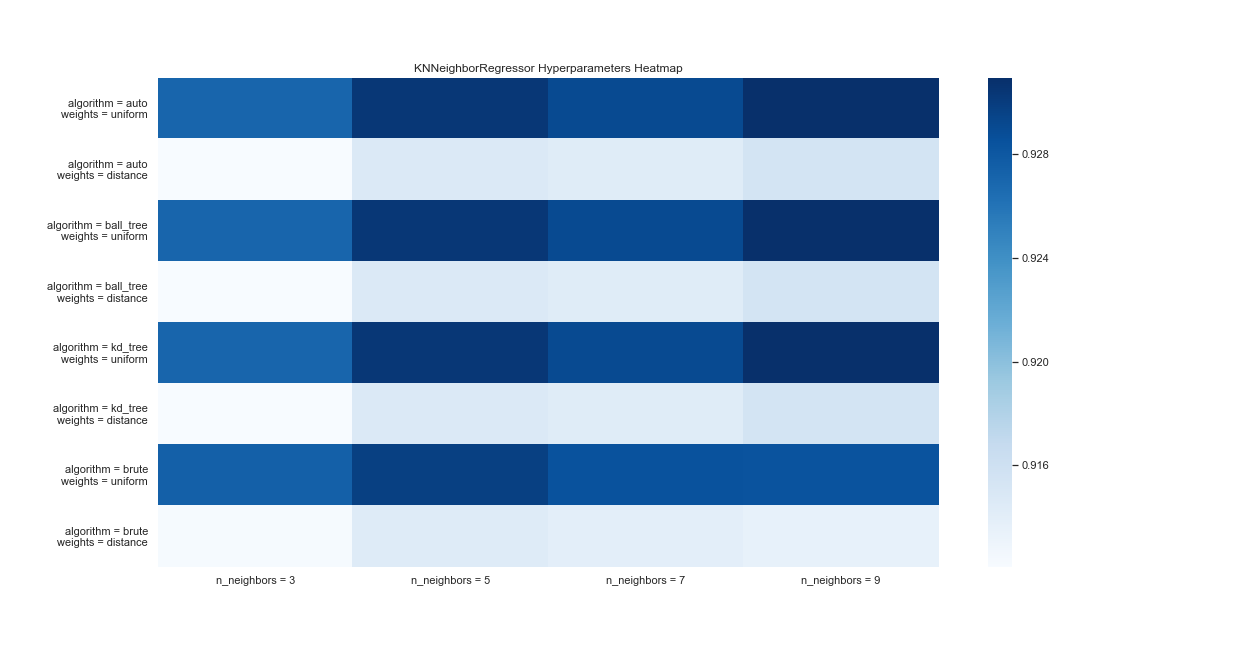 KNNeighborRegressor Hyperparameters Heatmap
algorithm = auto
weights = uniform
algorithm = auto
weights = distance
algorithm = ball_tree
weights = uniform
algorithm = ball_tree
weights = distance
algorithm = kd_tree
weights = uniform
algorithm = kd_tree
weights = distance
algorithm = brute
weights = uniform
algorithm = brute
weights = distance
n_neighbors = 3
n_neighbors = 5
n_neighbors = 7
n_neighbors = 9
0.928
0.924
0.920
0.916